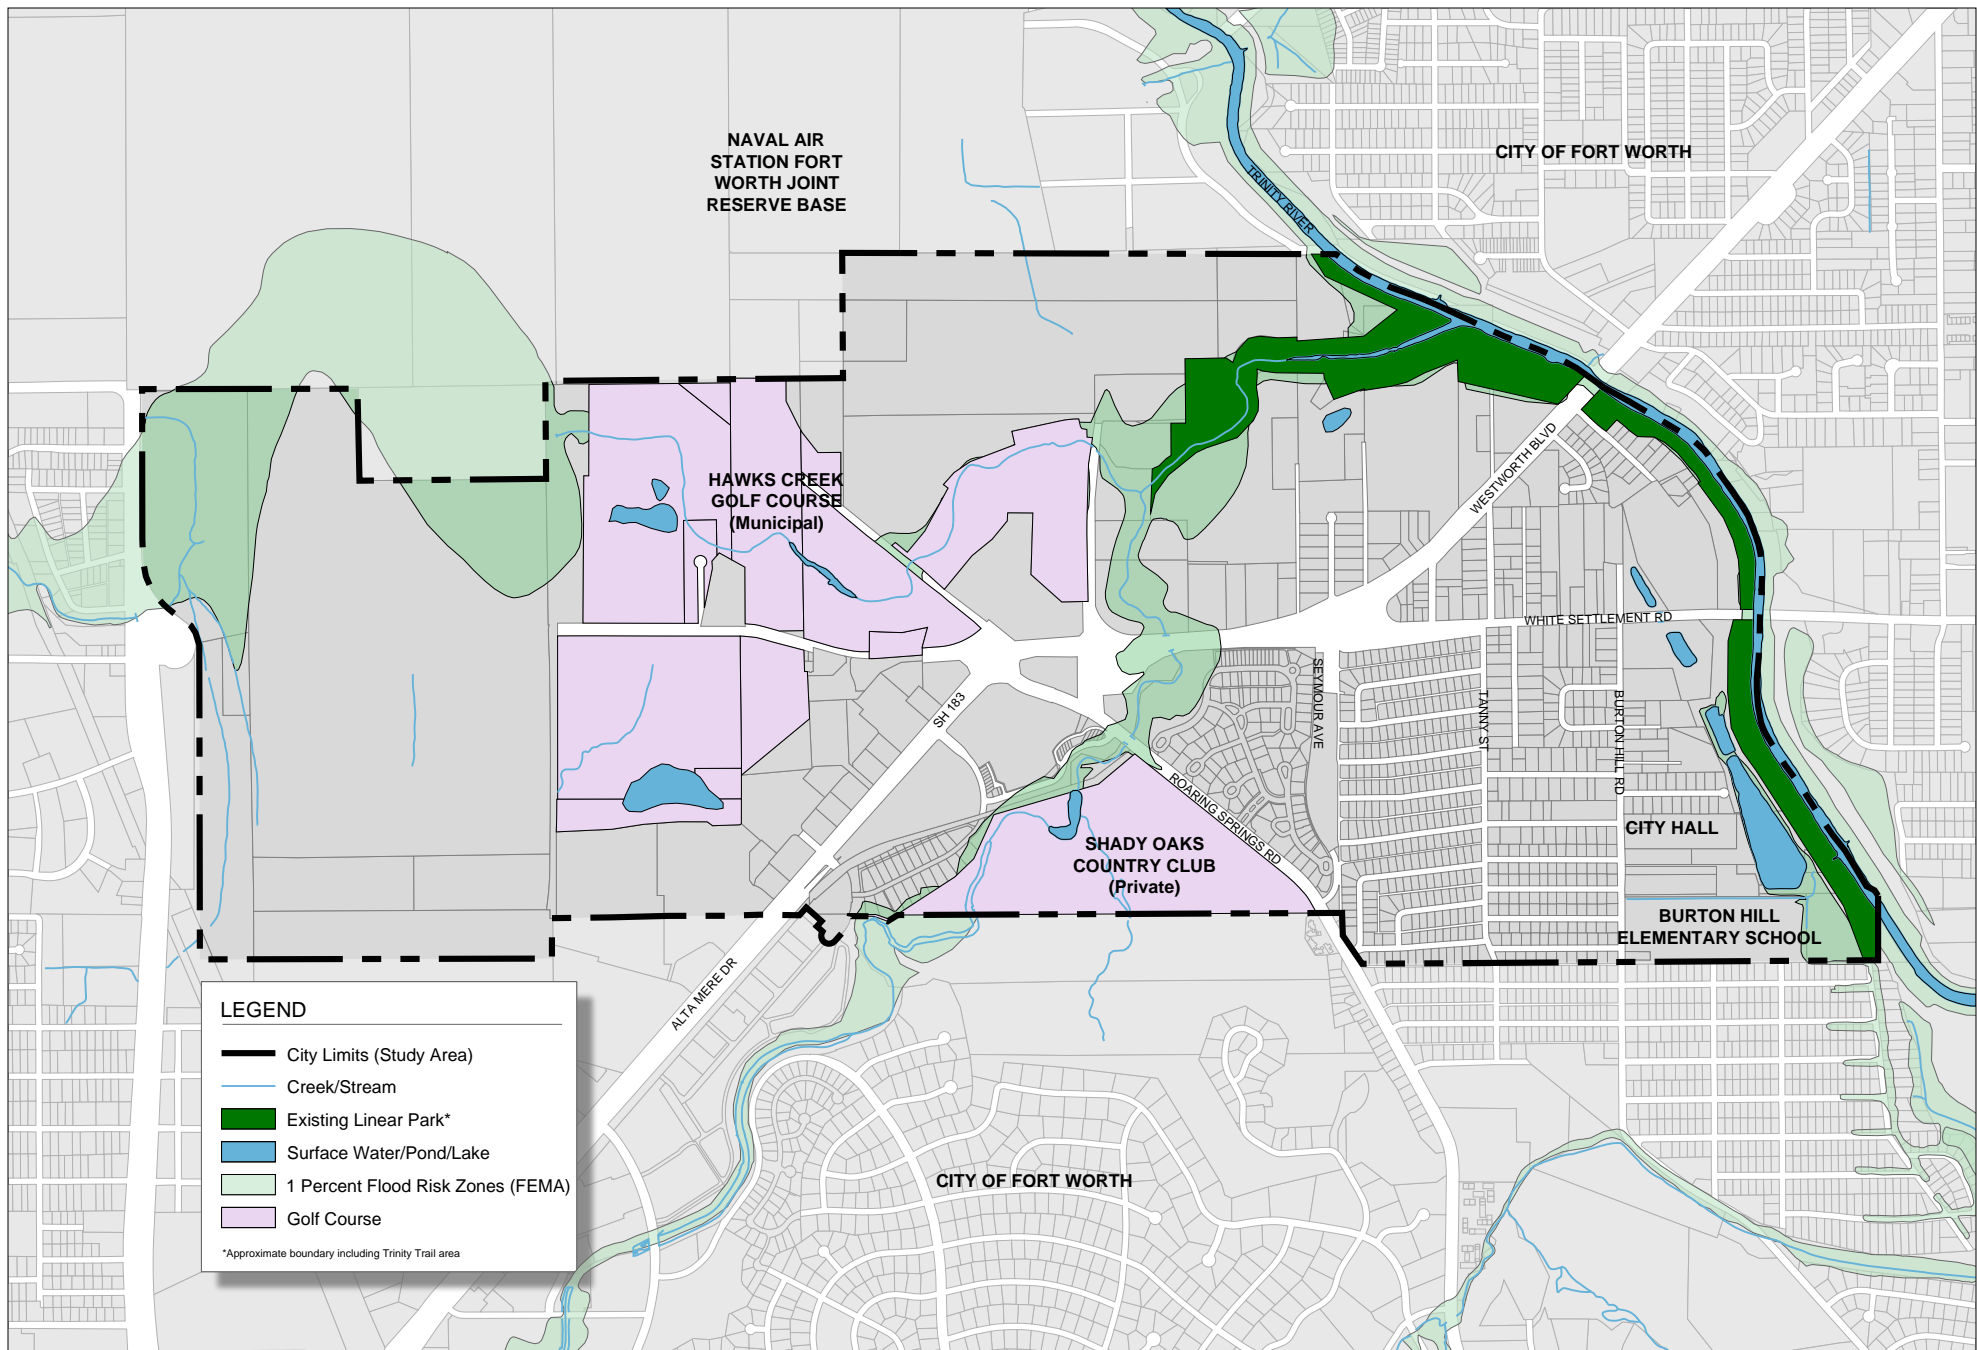 NAVAL AIR
STATION FORT
WORTH JOINT
RESERVE BASE
CITY OF FORT WORTH
TRINITY RIVER
HAWKS CREEK
GOLF COURSE
(Municipal)
WESTWORTH BLVD
WHITE SETTLEMENT RD
SEYMOUR AVE
TANNY ST
BURTON HILL RD
SH 183
ROARING SPRINGS RD
CITY HALL
SHADY OAKS
COUNTRY CLUB
(Private)
BURTON HILL
ELEMENTARY SCHOOL
ALTA MERE DR
CITY OF FORT WORTH
LEGEND
City Limits (Study Area)
Creek/Stream
Existing Linear Park*
Surface Water/Pond/Lake
1 Percent Flood Risk Zones (FEMA)
Golf Course
*Approximate boundary including Trinity Trail area